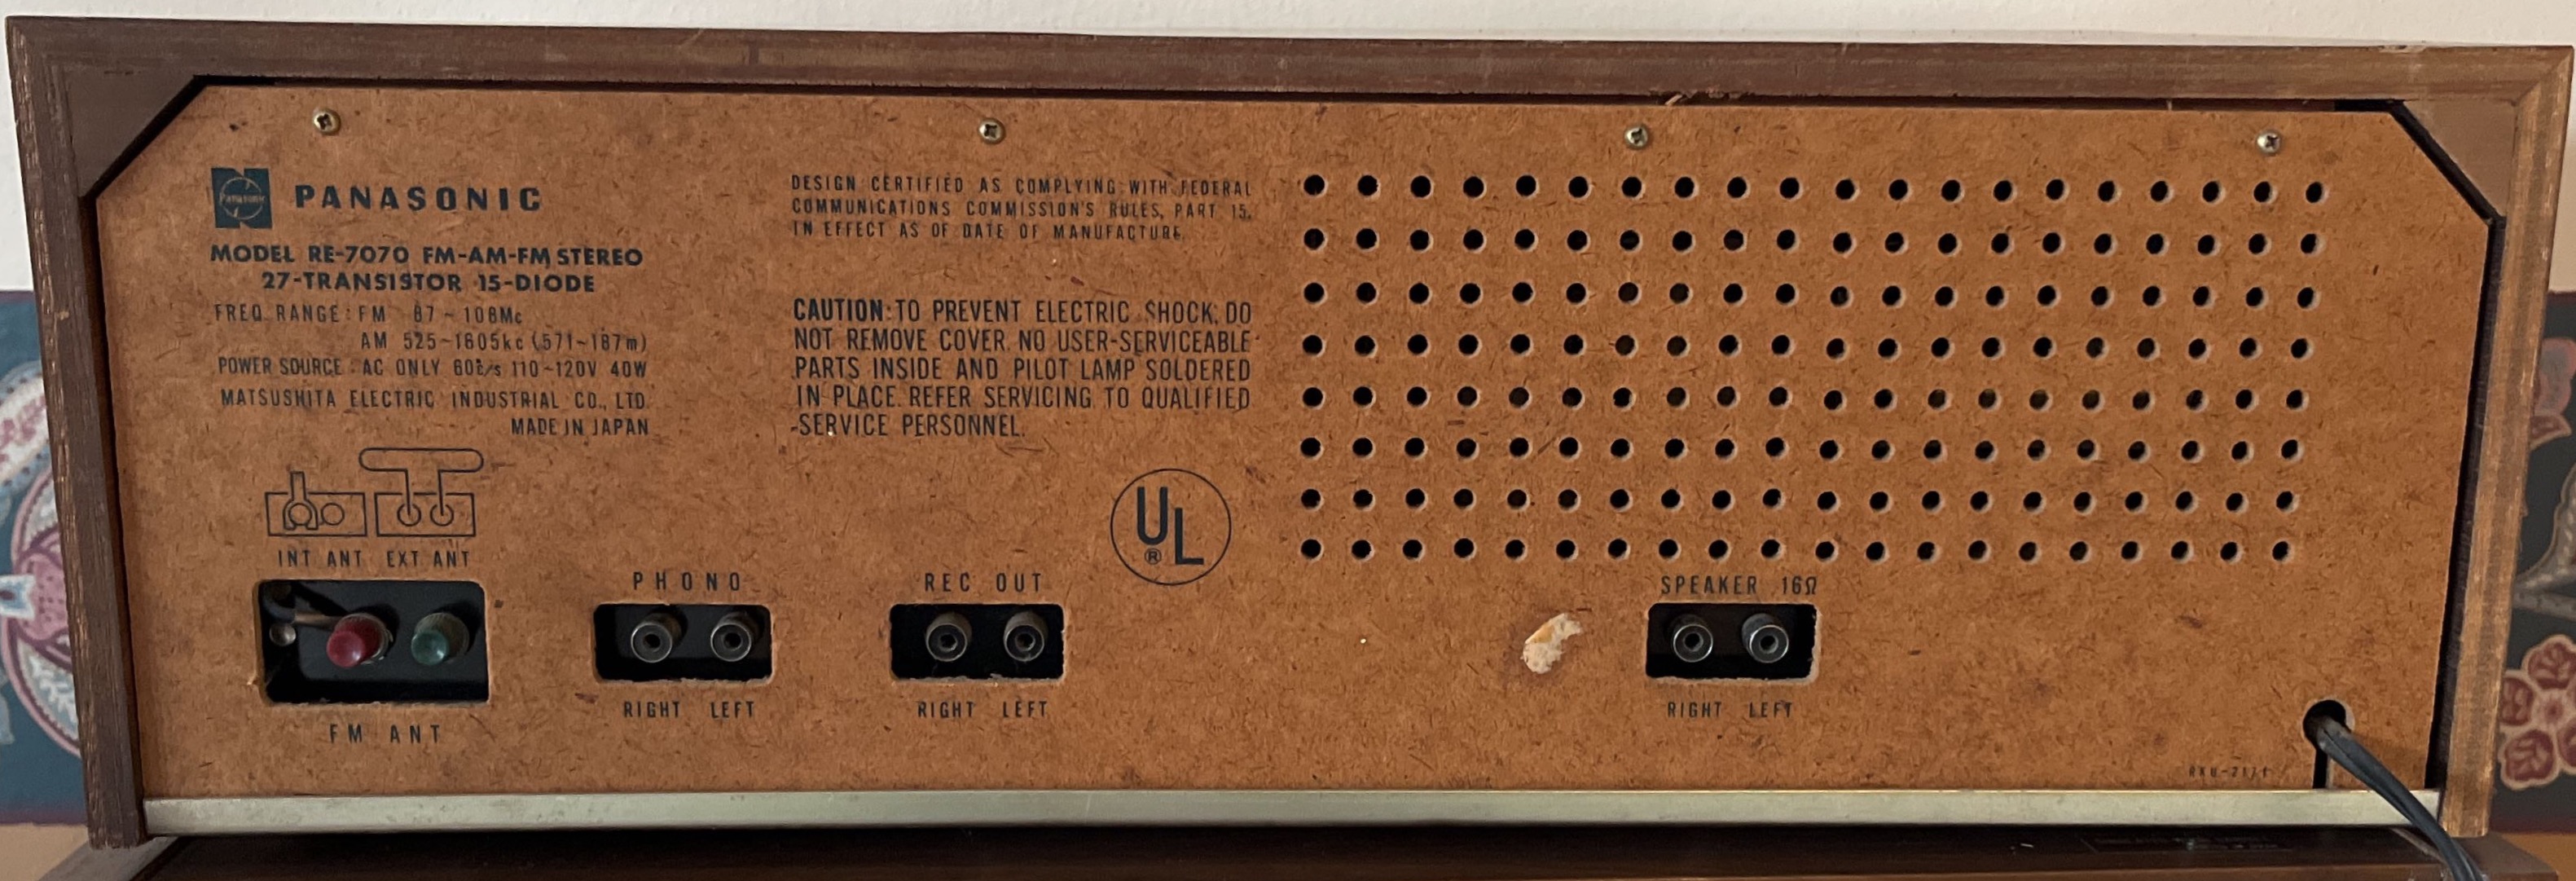 Panasonic
PANASONIC
MODEL RE-7070 FM-AM-FM STEREO
27-TRANSISTOR 15-DIODE
FREQ. RANGE: FM 87~108Mc
AM 525~1605kc (571~187m)
POWER SOURCE: AC ONLY 60c/s 110~120V 40W
MATSUSHITA ELECTRIC INDUSTRIAL CO., LTD.
MADE IN JAPAN
INT ANT EXT ANT
FM ANT
DESIGN CERTIFIED AS COMPLYING WITH FEDERAL
COMMUNICATIONS COMMISSION'S RULES, PART 15,
IN EFFECT AS OF DATE OF MANUFACTURE.
CAUTION: TO PREVENT ELECTRIC SHOCK, DO
NOT REMOVE COVER. NO USER-SERVICEABLE
PARTS INSIDE AND PILOT LAMP SOLDERED
IN PLACE. REFER SERVICING TO QUALIFIED
SERVICE PERSONNEL.
UL ®
PHONO
RIGHT LEFT
REC OUT
RIGHT LEFT
SPEAKER 16Ω
RIGHT LEFT